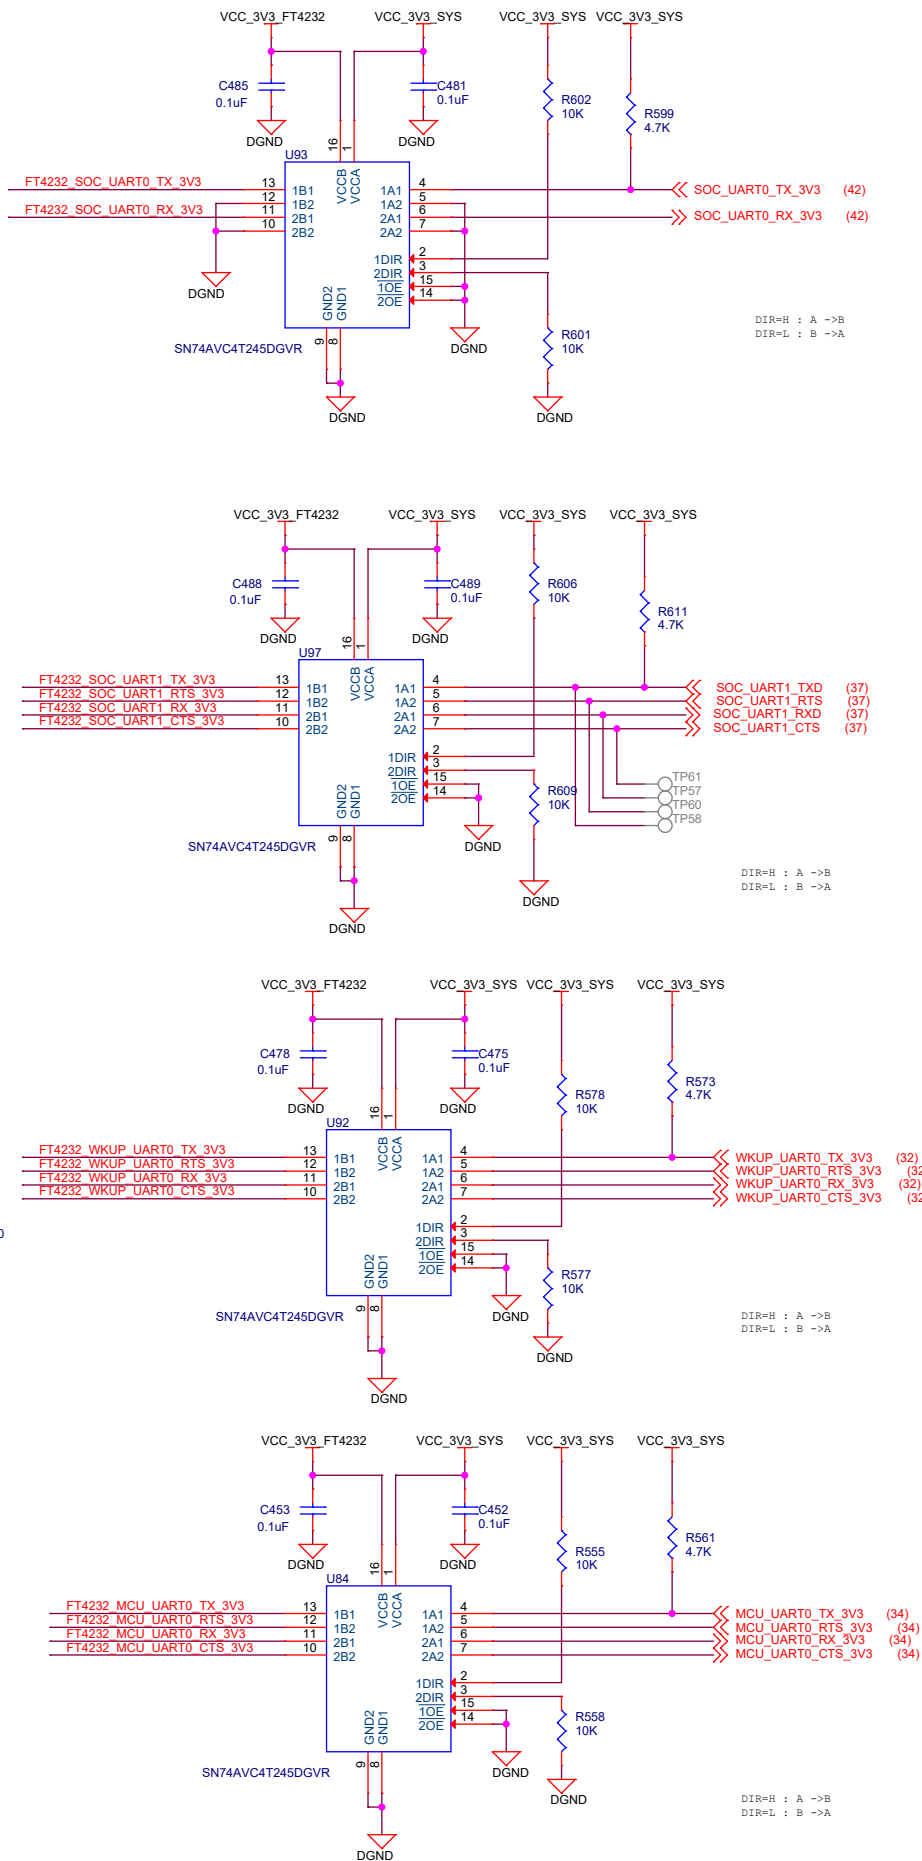 VCC_3V3_FT4232 VCC_3V3_SYS VCC_3V3_SYS VCC_3V3_SYS
C485
0.1uF
C481
0.1uF
R602
10K
R599
4.7K
DGND DGND
U93
16 1
VCCB VCCA
FT4232_SOC_UART0_TX_3V3 13 1B1 1A1 4 SOC_UART0_TX_3V3 (42)
12 1B2 1A2 5
FT4232_SOC_UART0_RX_3V3 11 2B1 2A1 6 SOC_UART0_RX_3V3 (42)
10 2B2 2A2 7
1DIR 2
2DIR 3
1OE 15
2OE 14
DGND
GND2 GND1
9 8
SN74AVC4T245DGVR
DGND
R601
10K
DGND DGND
DIR=H : A ->B
DIR=L : B ->A
VCC_3V3_FT4232 VCC_3V3_SYS VCC_3V3_SYS VCC_3V3_SYS
C488
0.1uF
C489
0.1uF
R606
10K
R611
4.7K
DGND DGND
U97
16 1
VCCB VCCA
FT4232_SOC_UART1_TX_3V3 13 1B1 1A1 4 SOC_UART1_TXD (37)
FT4232_SOC_UART1_RTS_3V3 12 1B2 1A2 5 SOC_UART1_RTS (37)
FT4232_SOC_UART1_RX_3V3 11 2B1 2A1 6 SOC_UART1_RXD (37)
FT4232_SOC_UART1_CTS_3V3 10 2B2 2A2 7 SOC_UART1_CTS (37)
1DIR 2
2DIR 3
1OE 15
2OE 14
GND2 GND1
9 8
R609
10K
TP61
TP57
TP60
TP58
SN74AVC4T245DGVR
DGND
DGND
DGND
DIR=H : A ->B
DIR=L : B ->A
VCC_3V3_FT4232 VCC_3V3_SYS VCC_3V3_SYS VCC_3V3_SYS
C478
0.1uF
C475
0.1uF
R578
10K
R573
4.7K
DGND DGND
U92
16 1
VCCB VCCA
FT4232_WKUP_UART0_TX_3V3 13 1B1 1A1 4 WKUP_UART0_TX_3V3 (32)
FT4232_WKUP_UART0_RTS_3V3 12 1B2 1A2 5 WKUP_UART0_RTS_3V3 (32
FT4232_WKUP_UART0_RX_3V3 11 2B1 2A1 6 WKUP_UART0_RX_3V3 (32)
FT4232_WKUP_UART0_CTS_3V3 10 2B2 2A2 7 WKUP_UART0_CTS_3V3 (32
1DIR 2
0
2DIR 3
1OE 15
2OE 14
GND2 GND1
9 8
R577
10K
SN74AVC4T245DGVR
DGND
DGND
DGND
DIR=H : A ->B
DIR=L : B ->A
VCC_3V3_FT4232 VCC_3V3_SYS VCC_3V3_SYS VCC_3V3_SYS
C453
0.1uF
C452
0.1uF
R555
10K
R561
4.7K
DGND DGND
U84
16 1
VCCB VCCA
FT4232_MCU_UART0_TX_3V3 13 1B1 1A1 4 MCU_UART0_TX_3V3 (34)
FT4232_MCU_UART0_RTS_3V3 12 1B2 1A2 5 MCU_UART0_RTS_3V3 (34)
FT4232_MCU_UART0_RX_3V3 11 2B1 2A1 6 MCU_UART0_RX_3V3 (34)
FT4232_MCU_UART0_CTS_3V3 10 2B2 2A2 7 MCU_UART0_CTS_3V3 (34)
1DIR 2
2DIR 3
1OE 15
2OE 14
GND2 GND1
9 8
R558
10K
SN74AVC4T245DGVR
DGND
DGND
DGND
DIR=H : A ->B
DIR=L : B ->A